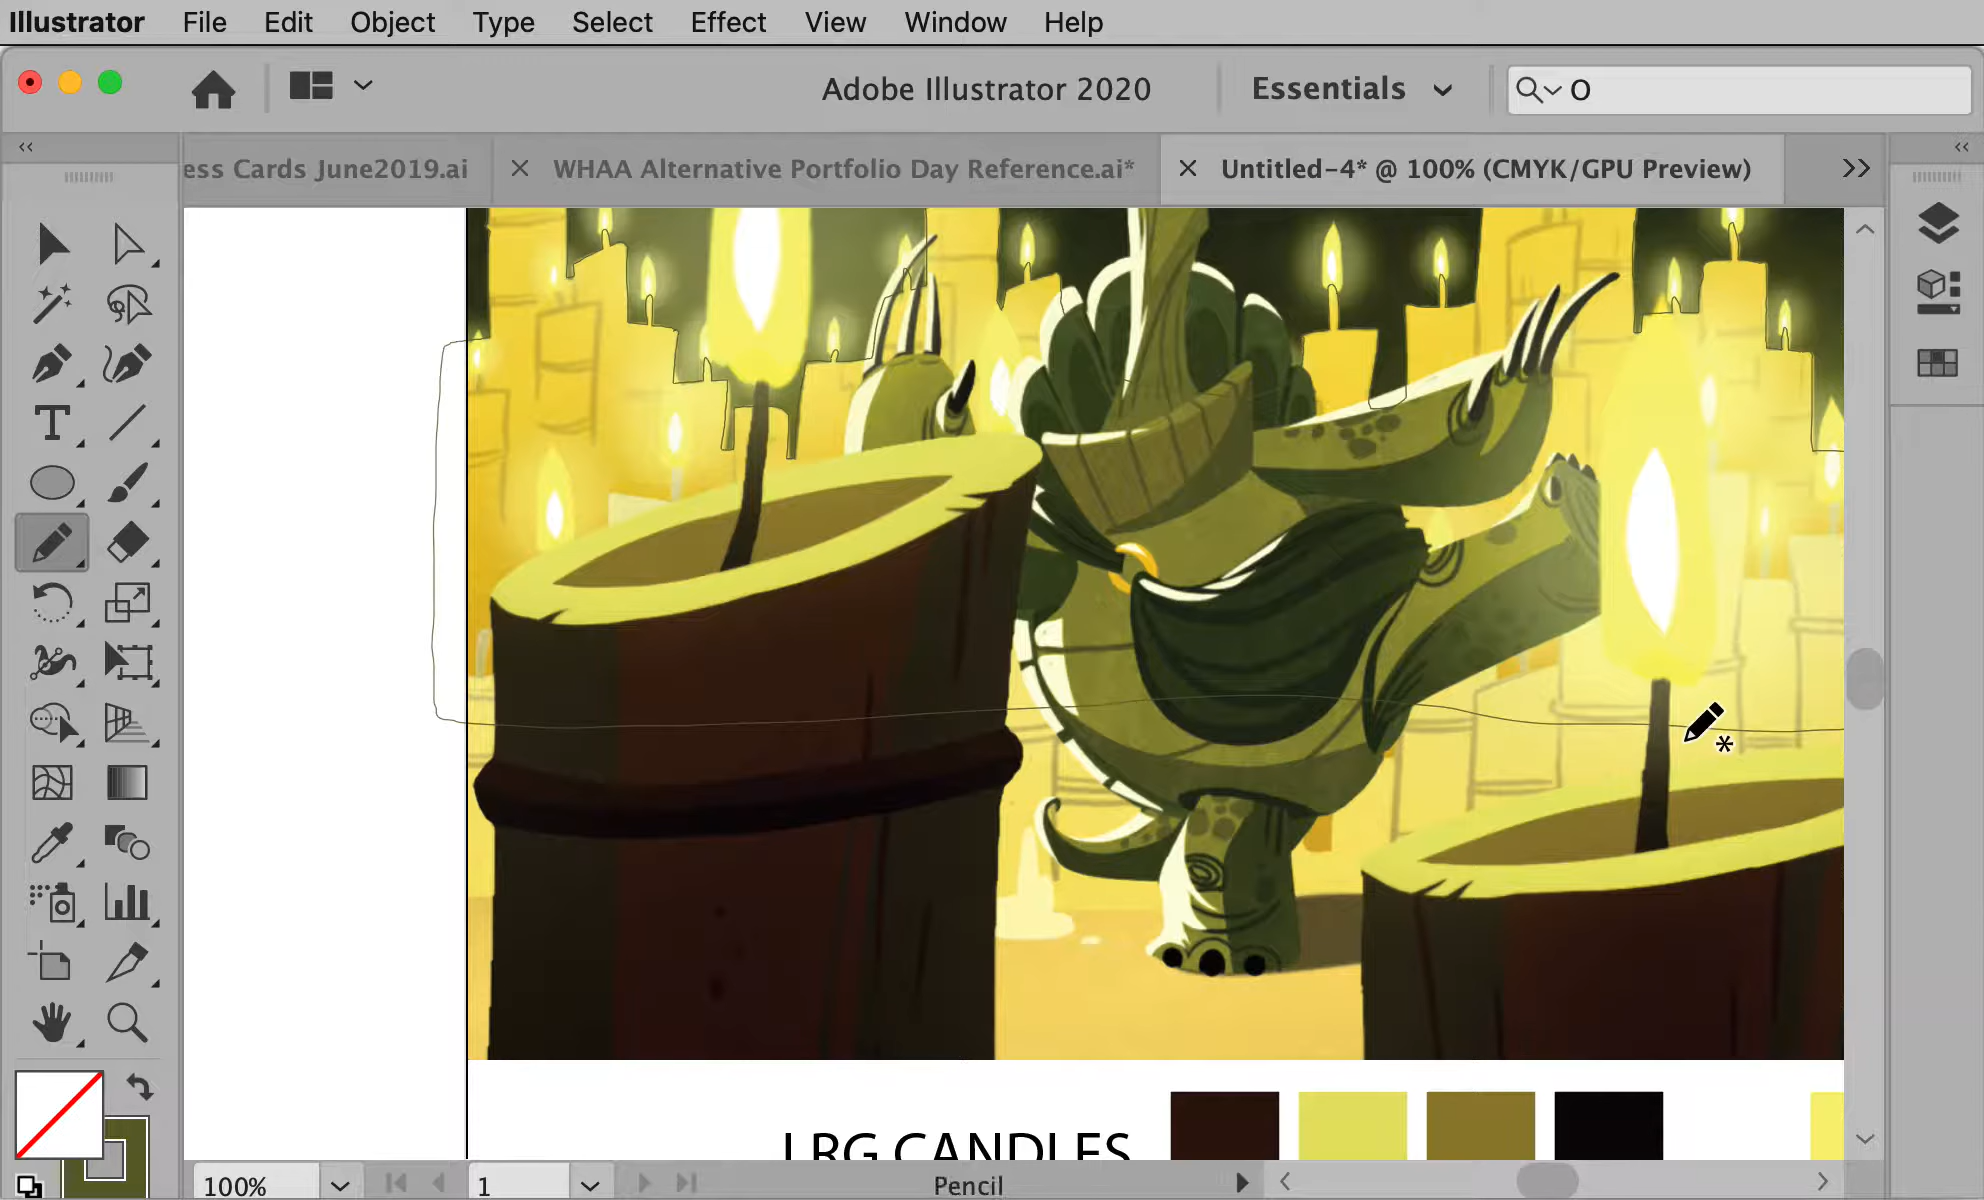 Illustrator File Edit Object Type Select Effect View Window Help
Adobe Illustrator 2020 Essentials O
ess Cards June2019.ai × WHAA Alternative Portfolio Day Reference.ai* × Untitled-4* @ 100% (CMYK/GPU Preview)
LRG CANDLES
100% 1 Pencil